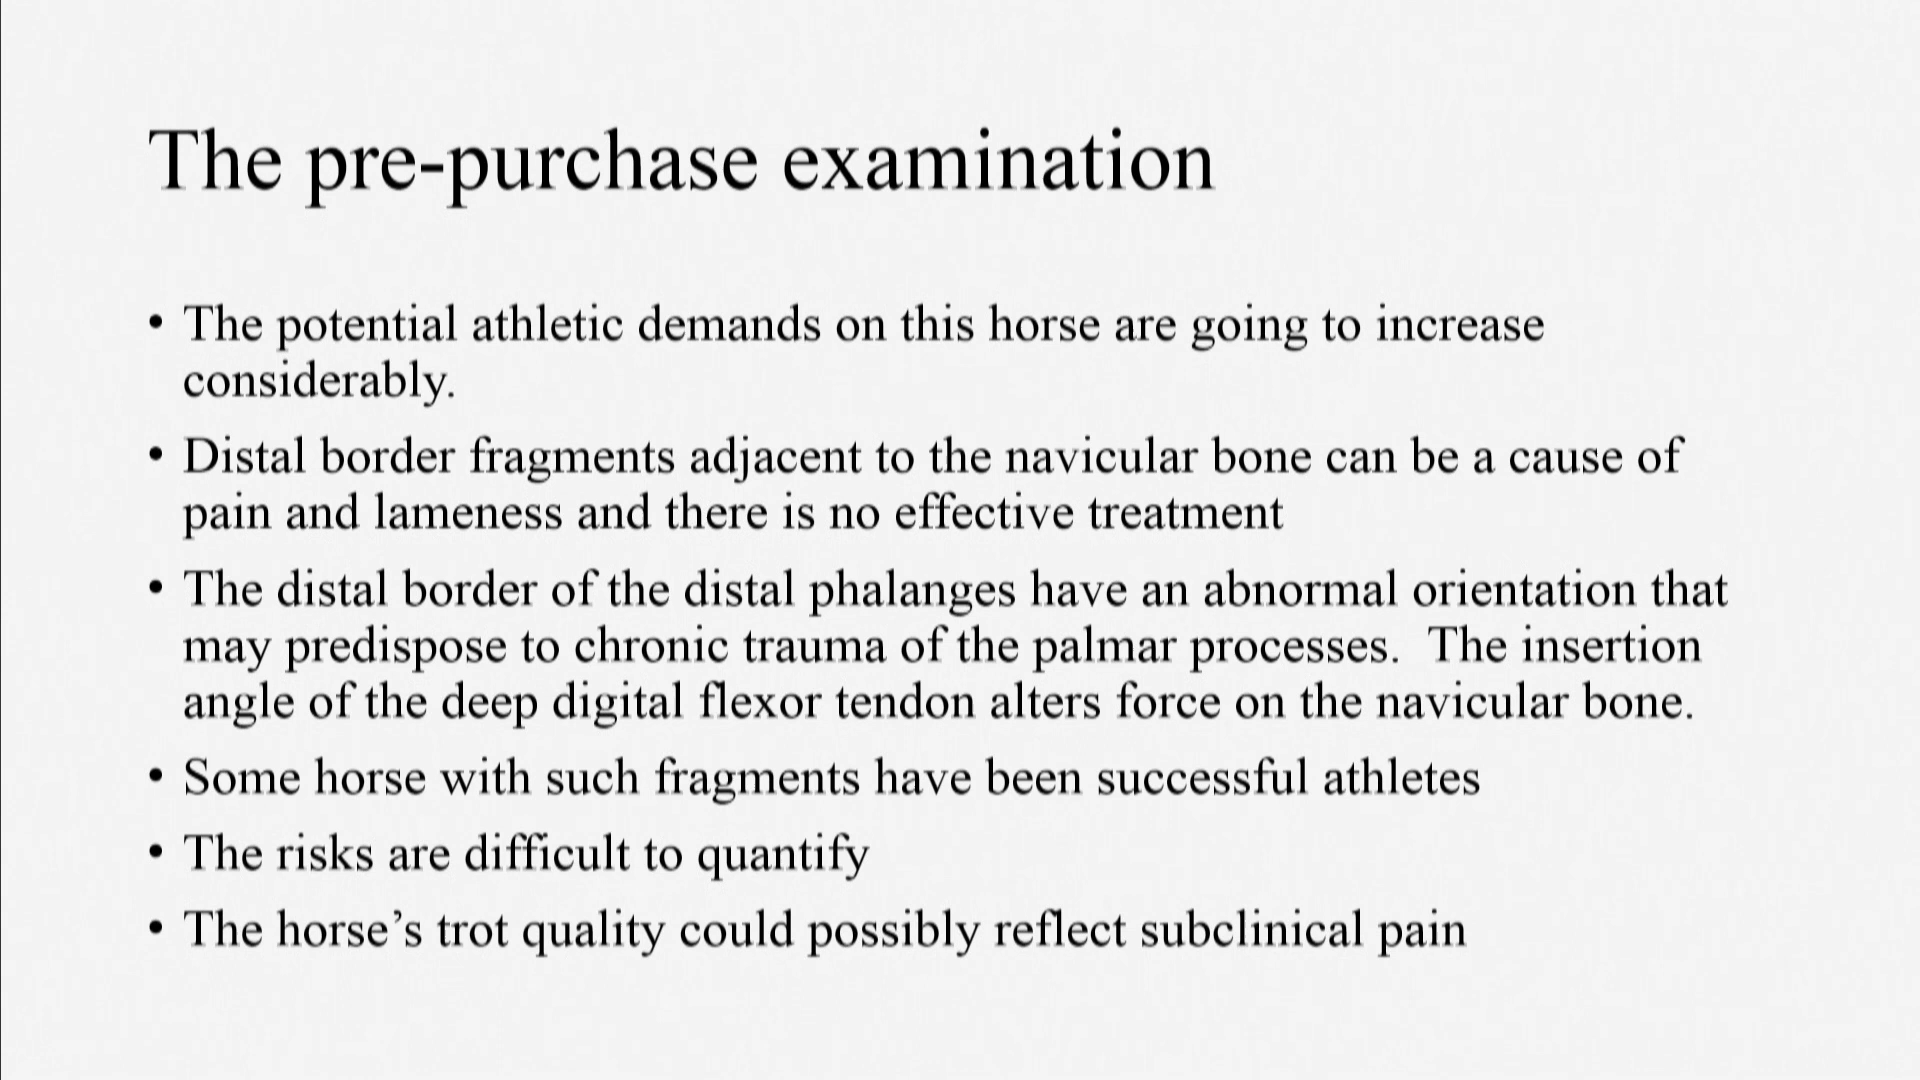 The pre-purchase examination
• The potential athletic demands on this horse are going to increase
considerably.
• Distal border fragments adjacent to the navicular bone can be a cause of
pain and lameness and there is no effective treatment
• The distal border of the distal phalanges have an abnormal orientation that
may predispose to chronic trauma of the palmar processes.  The insertion
angle of the deep digital flexor tendon alters force on the navicular bone.
• Some horse with such fragments have been successful athletes
• The risks are difficult to quantify
• The horse’s trot quality could possibly reflect subclinical pain